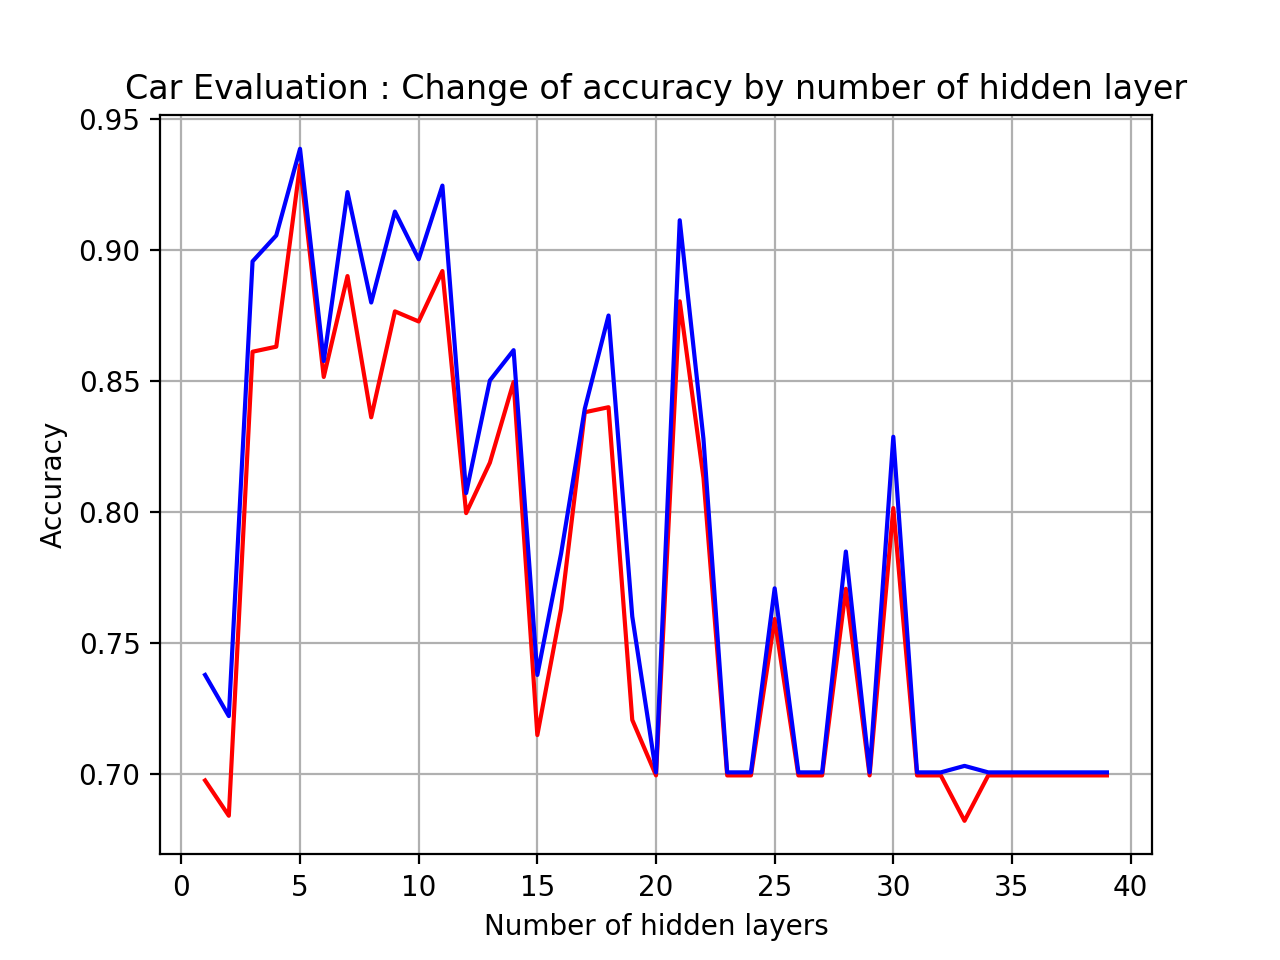 Car Evaluation : Change of accuracy by number of hidden layer
0.95
0.90
0.85
0.80
0.75
0.70
Accuracy
0 5 10 15 20 25 30 35 40
Number of hidden layers